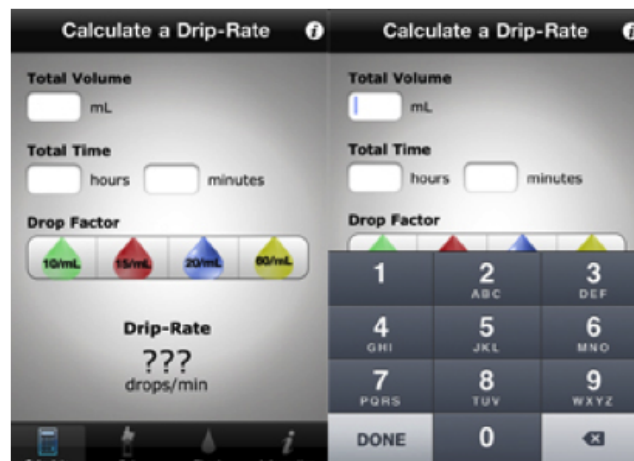 Calculate a Drip-Rate i
Total Volume
mL
Total Time
hours minutes
Drop Factor
10/mL 15/mL 20/mL 60/mL
Drip-Rate
???
drops/min
i
Calculate a Drip-Rate i
Total Volume
mL
Total Time
hours minutes
Drop Factor
1 2 3
ABC DEF
4 5 6
GHI JKL MNO
7 8 9
PQRS TUV WXYZ
DONE 0